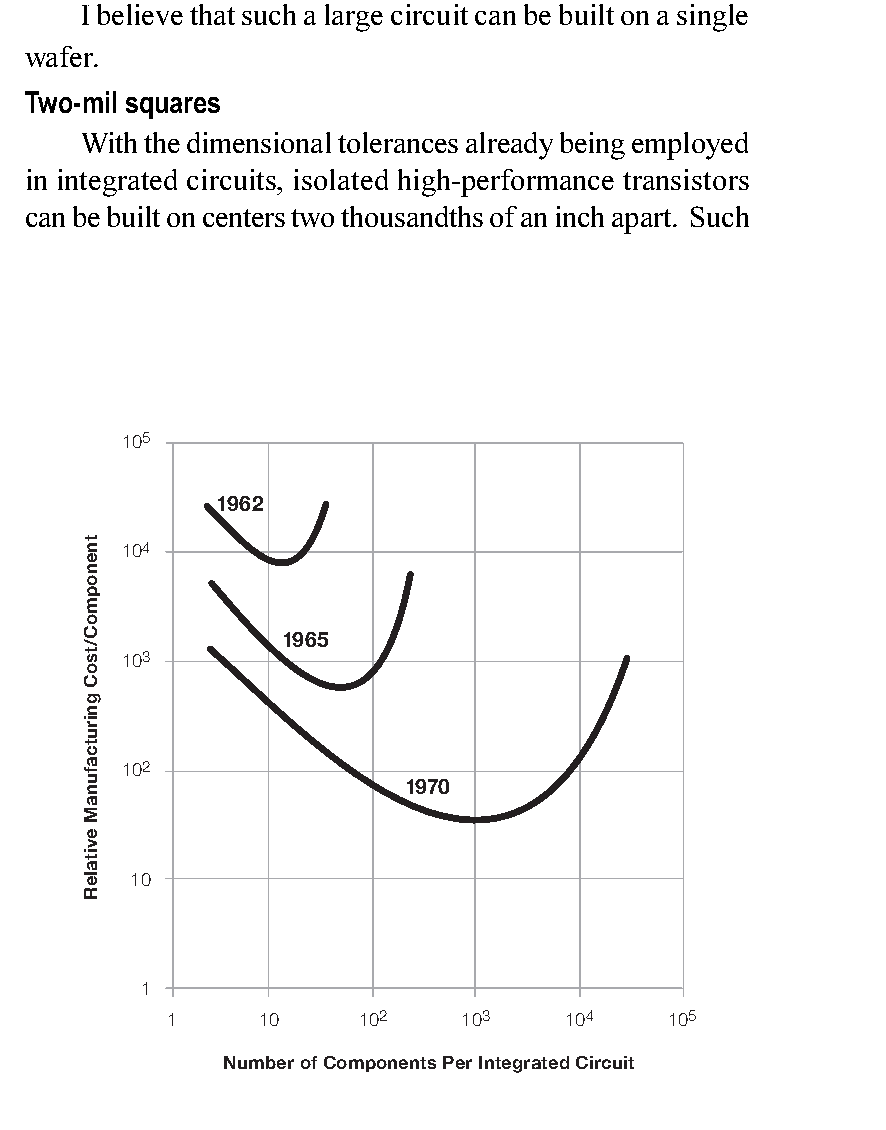 I believe that such a large circuit can be built on a single
wafer.
Two-mil squares
With the dimensional tolerances already being employed
in integrated circuits, isolated high-performance transistors
can be built on centers two thousandths of an inch apart. Such
10⁵
1962
10⁴
1965
10³
10²
1970
10
1
Relative Manufacturing Cost/Component
1 10 10² 10³ 10⁴ 10⁵
Number of Components Per Integrated Circuit